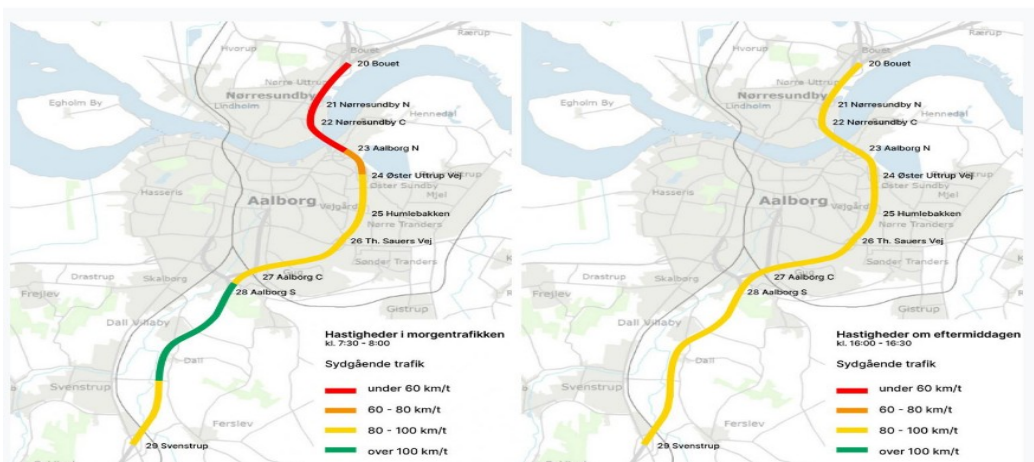 Rærup
Hvorup
Bouet
20 Bouet
Nørre Uttrup
Egholm By
Nørresundby
Lindholm
21 Nørresundby N
22 Nørresundby C
Hennedal
23 Aalborg N
24 Øster Uttrup Vej
Øster Sundby
Hasseris
Aalborg
Vejgård
Mjel
25 Humlebakken
Nørre Tranders
26 Th. Sauers Vej
Sønder Tranders
Drastrup
Skalborg
27 Aalborg C
28 Aalborg S
Frejlev
Gistrup
Dall Villaby
Dall
Svenstrup
Ferslev
29 Svenstrup
Hastigheder i morgentrafikken
kl. 7:30 - 8:00
Sydgående trafik
under 60 km/t
60 - 80 km/t
80 - 100 km/t
over 100 km/t
Rærup
Hvorup
Bouet
20 Bouet
Nørre Uttrup
Egholm By
Nørresundby
Lindholm
21 Nørresundby N
22 Nørresundby C
Hennedal
23 Aalborg N
24 Øster Uttrup Vej
Øster Sundby
Hasseris
Aalborg
Vejgård
Mjel
25 Humlebakken
Nørre Tranders
26 Th. Sauers Vej
Sønder Tranders
Drastrup
Skalborg
27 Aalborg C
28 Aalborg S
Frejlev
Gistrup
Dall Villaby
Dall
Svenstrup
Ferslev
29 Svenstrup
Hastigheder om eftermiddagen
kl. 16:00 - 16:30
Sydgående trafik
under 60 km/t
60 - 80 km/t
80 - 100 km/t
over 100 km/t